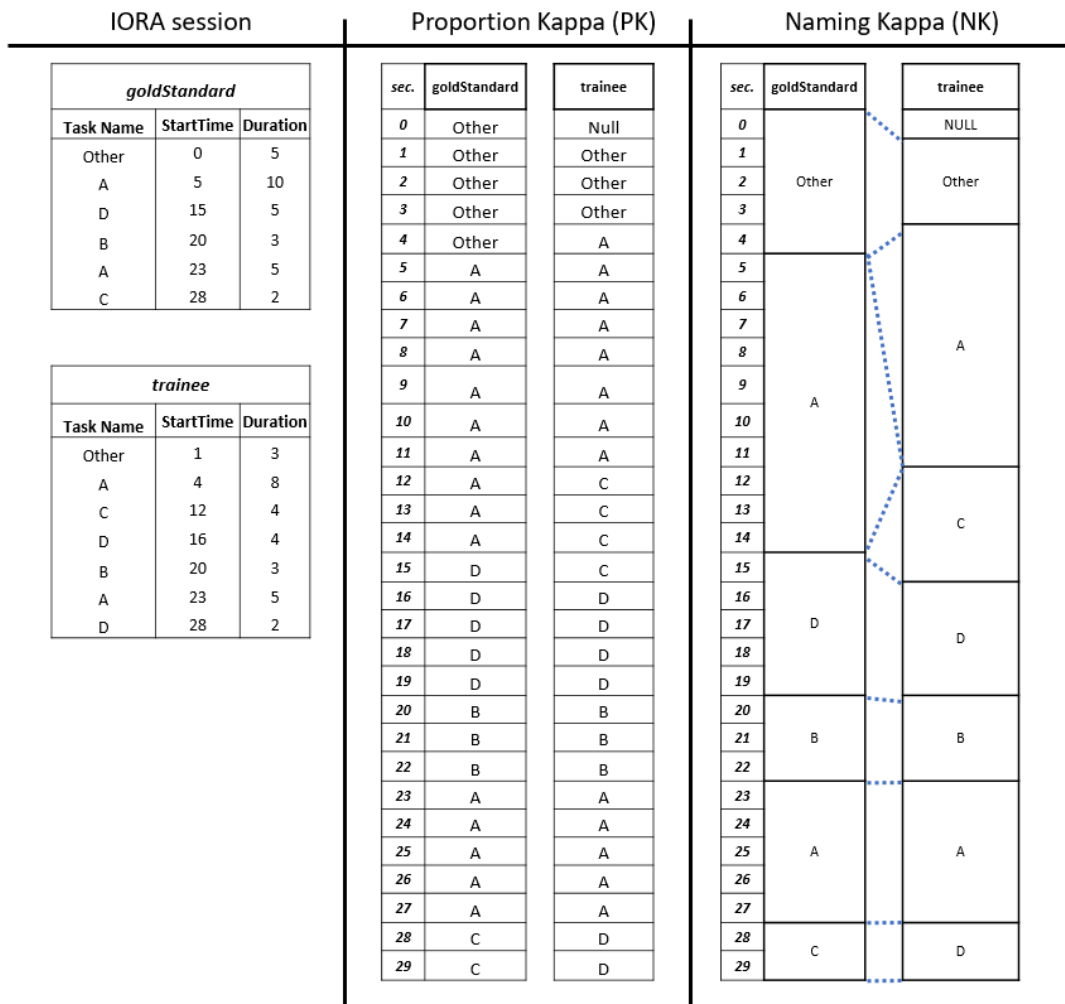 IORA session
goldStandard
Task Name StartTime Duration
Other 0 5
A 5 10
D 15 5
B 20 3
A 23 5
C 28 2
trainee
Task Name StartTime Duration
Other 1 3
A 4 8
C 12 4
D 16 4
B 20 3
A 23 5
D 28 2
Proportion Kappa (PK)
sec. goldStandard trainee
0 Other Null
1 Other Other
2 Other Other
3 Other Other
4 Other A
5 A A
6 A A
7 A A
8 A A
9 A A
10 A A
11 A A
12 A C
13 A C
14 A C
15 D C
16 D D
17 D D
18 D D
19 D D
20 B B
21 B B
22 B B
23 A A
24 A A
25 A A
26 A A
27 A A
28 C D
29 C D
Naming Kappa (NK)
sec. goldStandard trainee
0 NULL
1
2 Other Other
3
4
5
6
7
8 A
9 A
10
11
12
13 C
14
15
16
17 D D
18
19
20
21 B B
22
23
24
25 A A
26
27
28 C D
29